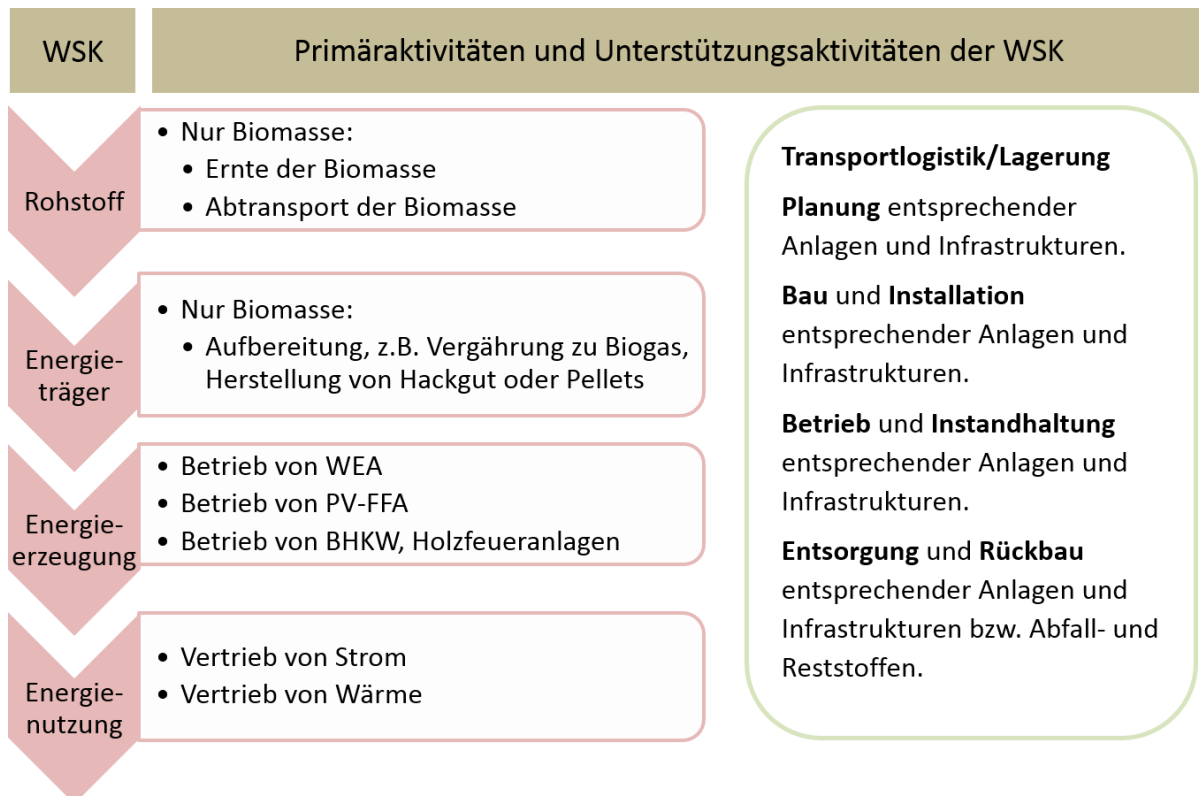 WSK
Primäraktivitäten und Unterstützungsaktivitäten der WSK
Rohstoff
• Nur Biomasse:
• Ernte der Biomasse
• Abtransport der Biomasse
Energie-
träger
• Nur Biomasse:
• Aufbereitung, z.B. Vergährung zu Biogas,
Herstellung von Hackgut oder Pellets
Energie-
erzeugung
• Betrieb von WEA
• Betrieb von PV-FFA
• Betrieb von BHKW, Holzfeueranlagen
Energie-
nutzung
• Vertrieb von Strom
• Vertrieb von Wärme
Transportlogistik/Lagerung
Planung entsprechender
Anlagen und Infrastrukturen.
Bau und Installation
entsprechender Anlagen und
Infrastrukturen.
Betrieb und Instandhaltung
entsprechender Anlagen und
Infrastrukturen.
Entsorgung und Rückbau
entsprechender Anlagen und
Infrastrukturen bzw. Abfall- und
Reststoffen.